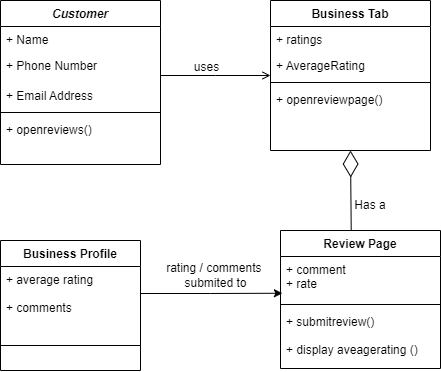 Customer
+ Name
+ Phone Number
+ Email Address
+ openreviews()
uses
Business Tab
+ ratings
+ AverageRating
+ openreviewpage()
Has a
Business Profile
+ average rating
+ comments
rating / comments
submited to
Review Page
+ comment
+ rate
+ submitreview()
+ display aveagerating ()